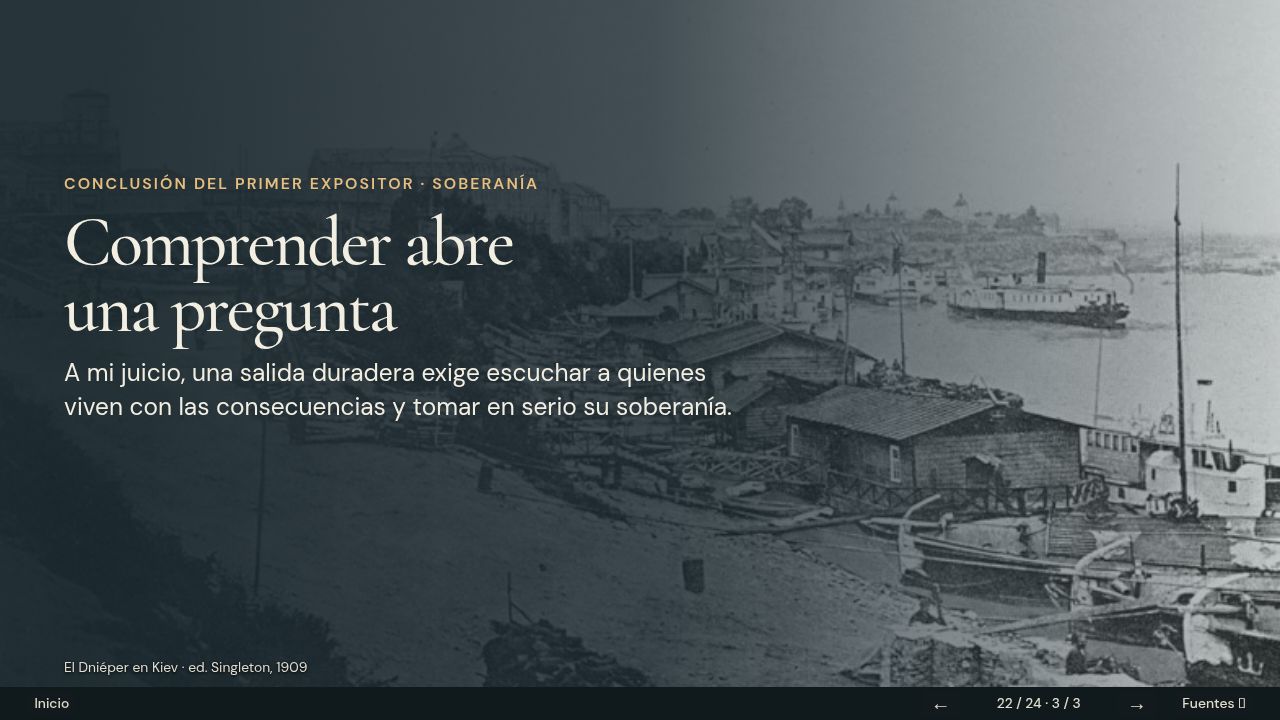 CONCLUSIÓN DEL PRIMER EXPOSITOR · SOBERANÍA
Comprender abre
una pregunta
A mi juicio, una salida duradera exige escuchar a quienes
viven con las consecuencias y tomar en serio su soberanía.
El Dniéper en Kiev · ed. Singleton, 1909
Inicio
←
22 / 24 · 3 / 3
→
Fuentes